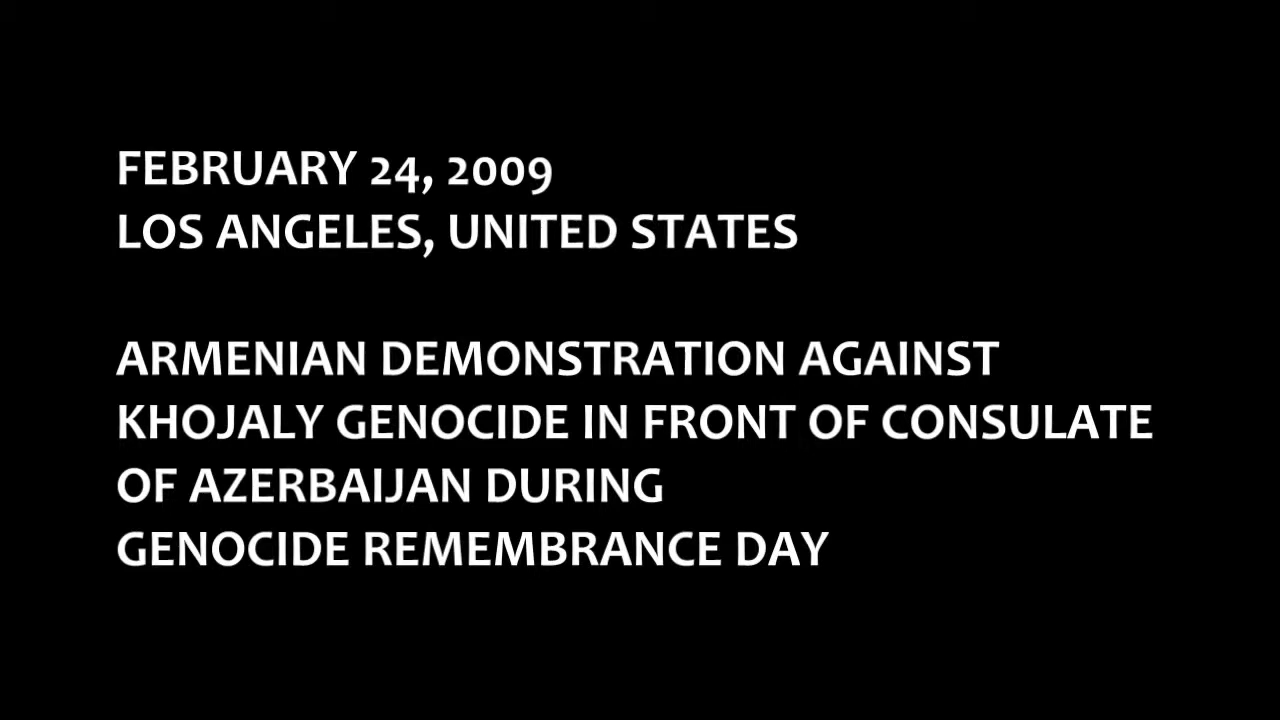 FEBRUARY 24, 2009
LOS ANGELES, UNITED STATES
ARMENIAN DEMONSTRATION AGAINST
KHOJALY GENOCIDE IN FRONT OF CONSULATE
OF AZERBAIJAN DURING
GENOCIDE REMEMBRANCE DAY